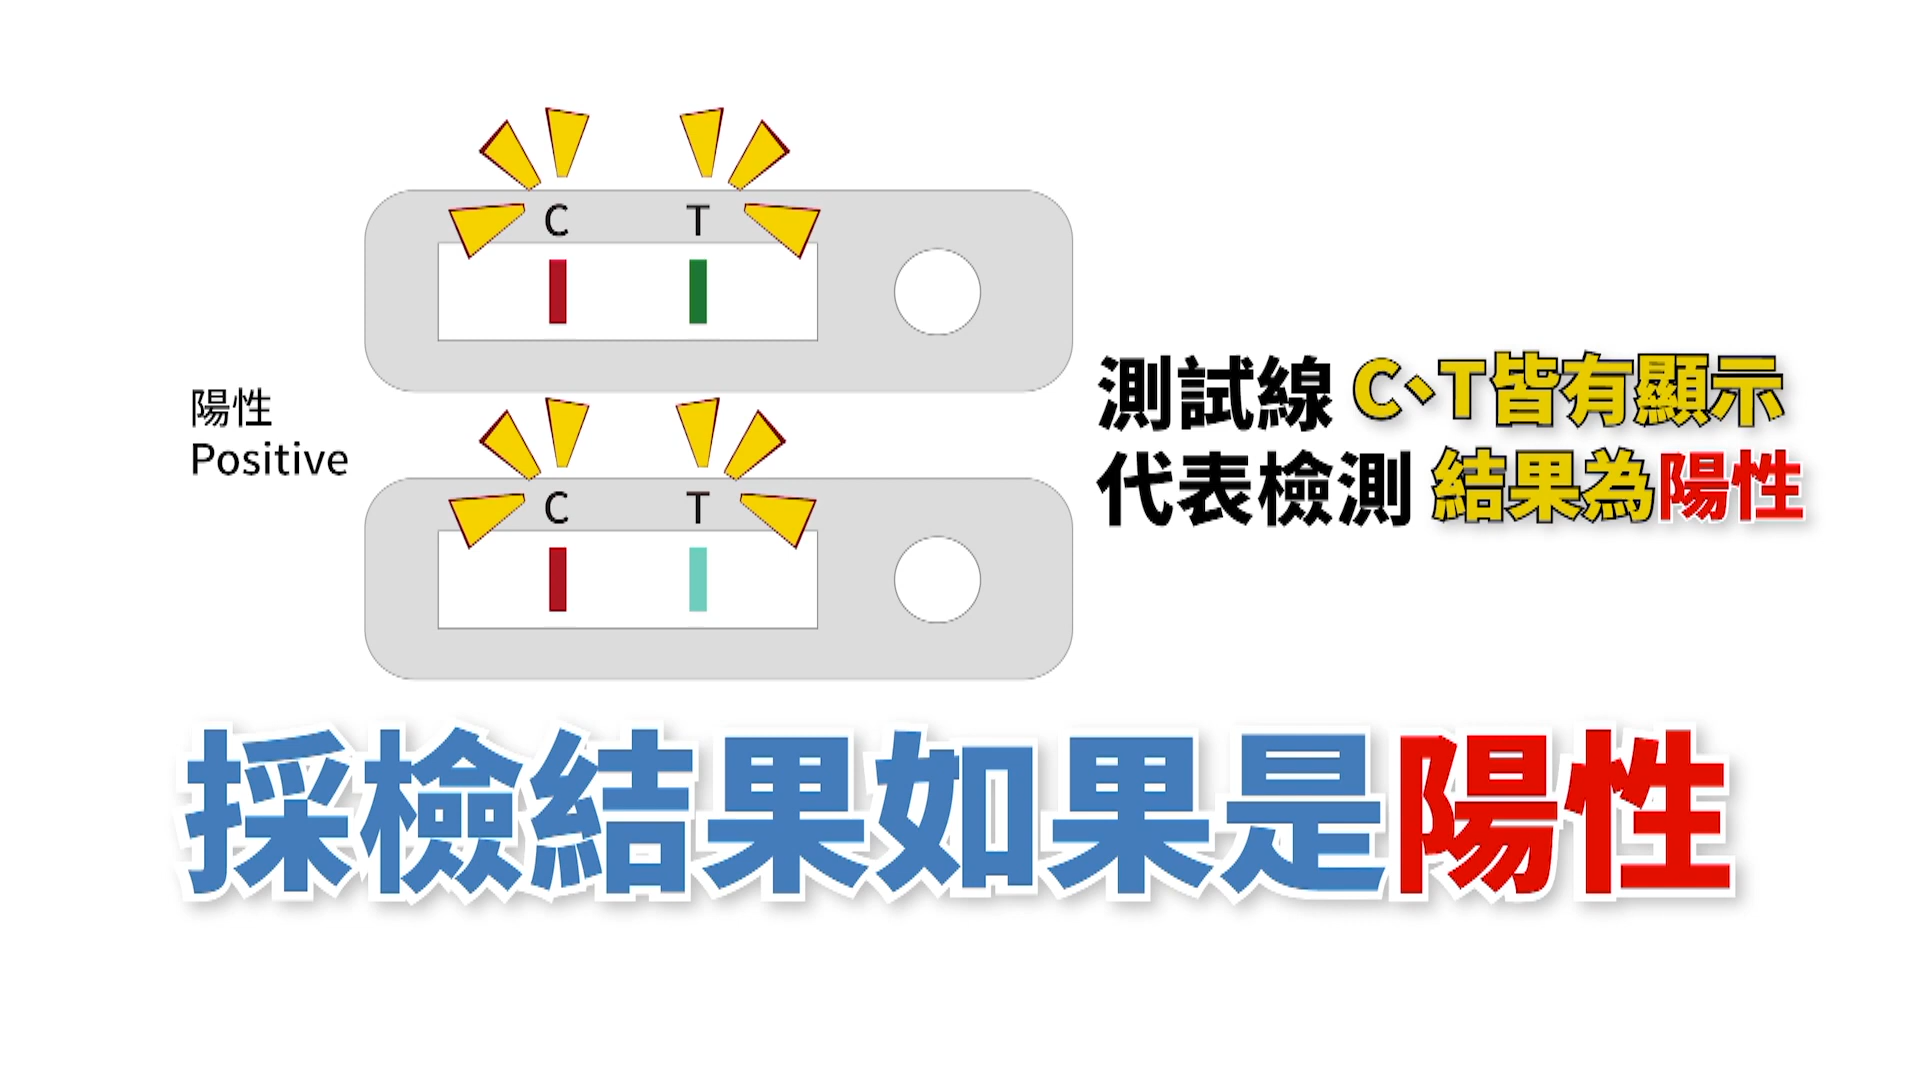 C T
陽性
Positive
C T
測試線 C、T皆有顯示
代表檢測 結果為陽性
採檢結果如果是陽性